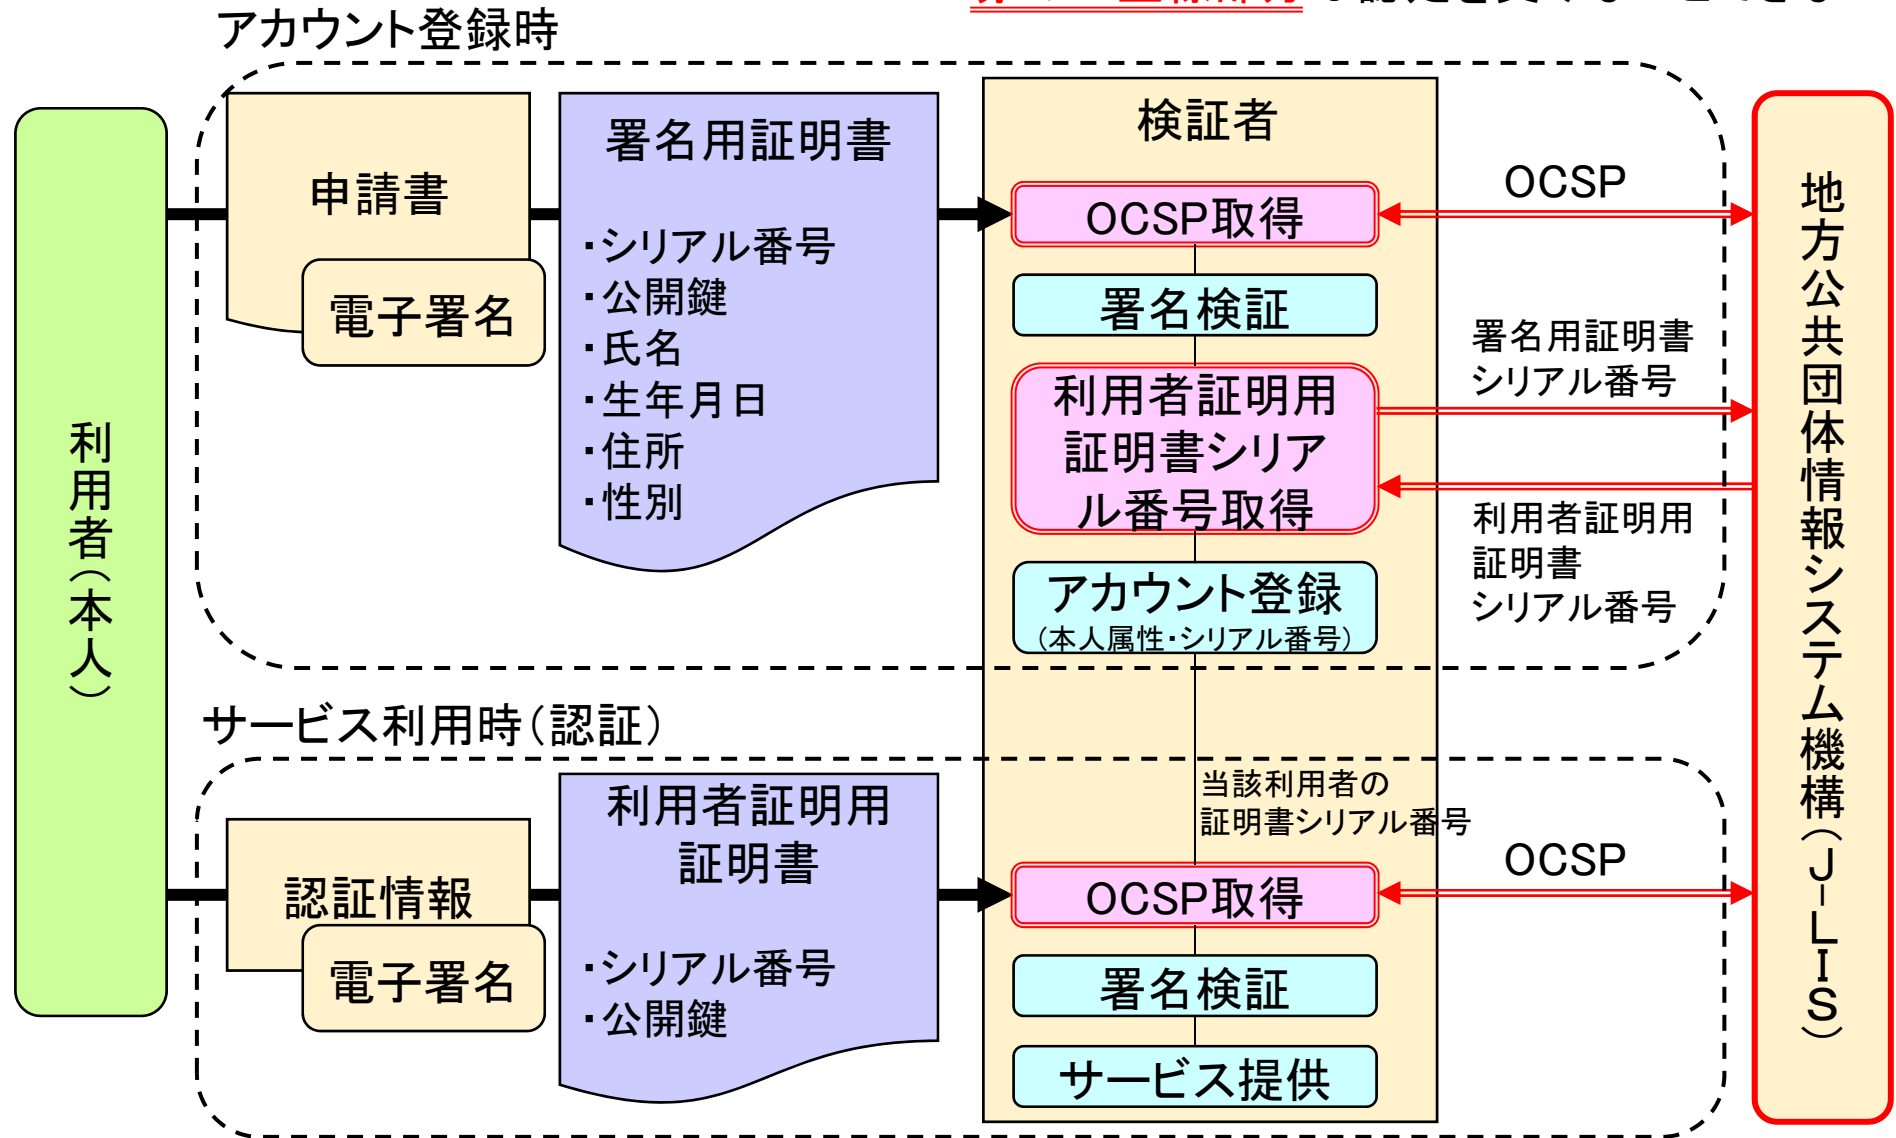 アカウント登録時
申請書
電子署名
署名用証明書
・シリアル番号
・公開鍵
・氏名
・生年月日
・住所
・性別
検証者
OCSP取得
署名検証
利用者証明用
証明書シリア
ル番号取得
アカウント登録
（本人属性・シリアル番号）
OCSP
署名用証明書
シリアル番号
利用者証明用
証明書
シリアル番号
利用者（本人）
地方公共団体情報システム機構（J-LIS）
サービス利用時（認証）
認証情報
電子署名
利用者証明用
証明書
・シリアル番号
・公開鍵
当該利用者の
証明書シリアル番号
OCSP取得
署名検証
サービス提供
OCSP